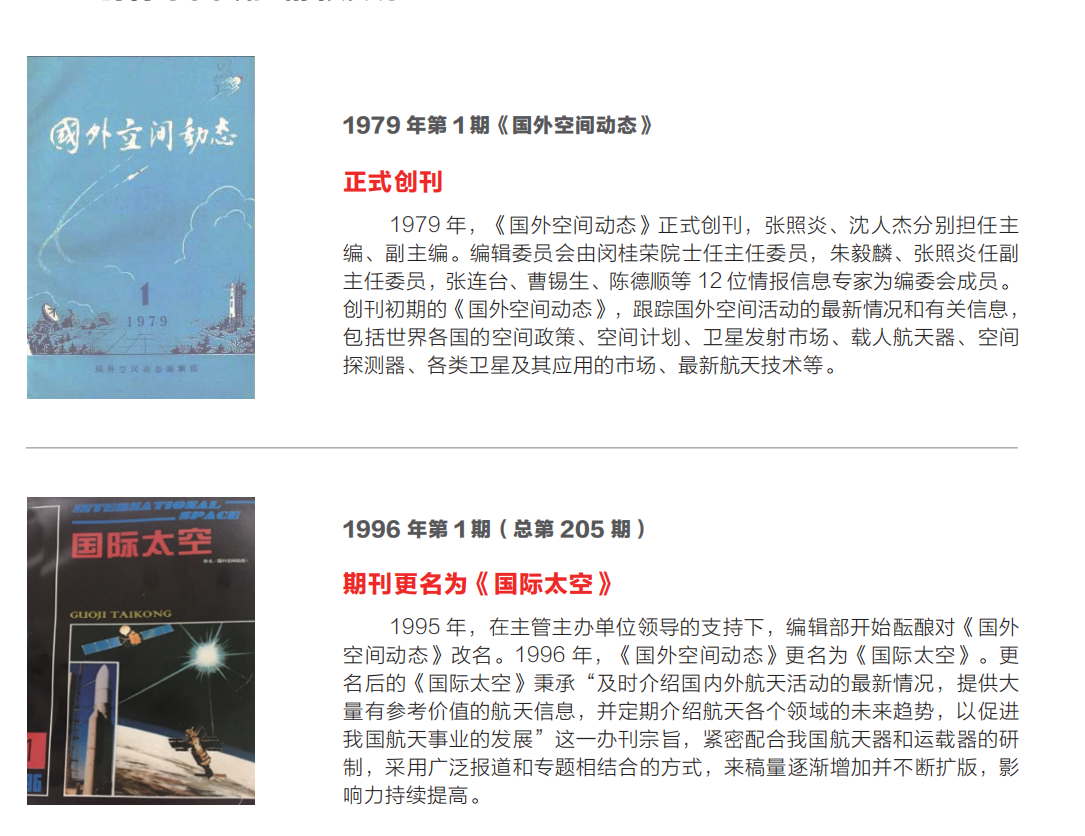 國外空间动态
1
1979
国外空间动态编辑部
1979 年第 1 期《国外空间动态》
正式创刊
1979 年，《国外空间动态》正式创刊，张照炎、沈人杰分别担任主
编、副主编。编辑委员会由闵桂荣院士任主任委员，朱毅麟、张照炎任副
主任委员，张连台、曹锡生、陈德顺等 12 位情报信息专家为编委会成员。
创刊初期的《国外空间动态》，跟踪国外空间活动的最新情况和有关信息，
包括世界各国的空间政策、空间计划、卫星发射市场、载人航天器、空间
探测器、各类卫星及其应用的市场、最新航天技术等。
INTERNATIONAL
SPACE
国际太空
GUOJI TAIKONG
1996 年第 1 期（总第 205 期）
期刊更名为《国际太空》
1995 年，在主管主办单位领导的支持下，编辑部开始酝酿对《国外
空间动态》改名。1996 年，《国外空间动态》更名为《国际太空》。更
名后的《国际太空》秉承“及时介绍国内外航天活动的最新情况，提供大
量有参考价值的航天信息，并定期介绍航天各个领域的未来趋势，以促进
我国航天事业的发展”这一办刊宗旨，紧密配合我国航天器和运载器的研
制，采用广泛报道和专题相结合的方式，来稿量逐渐增加并不断扩版，影
响力持续提高。